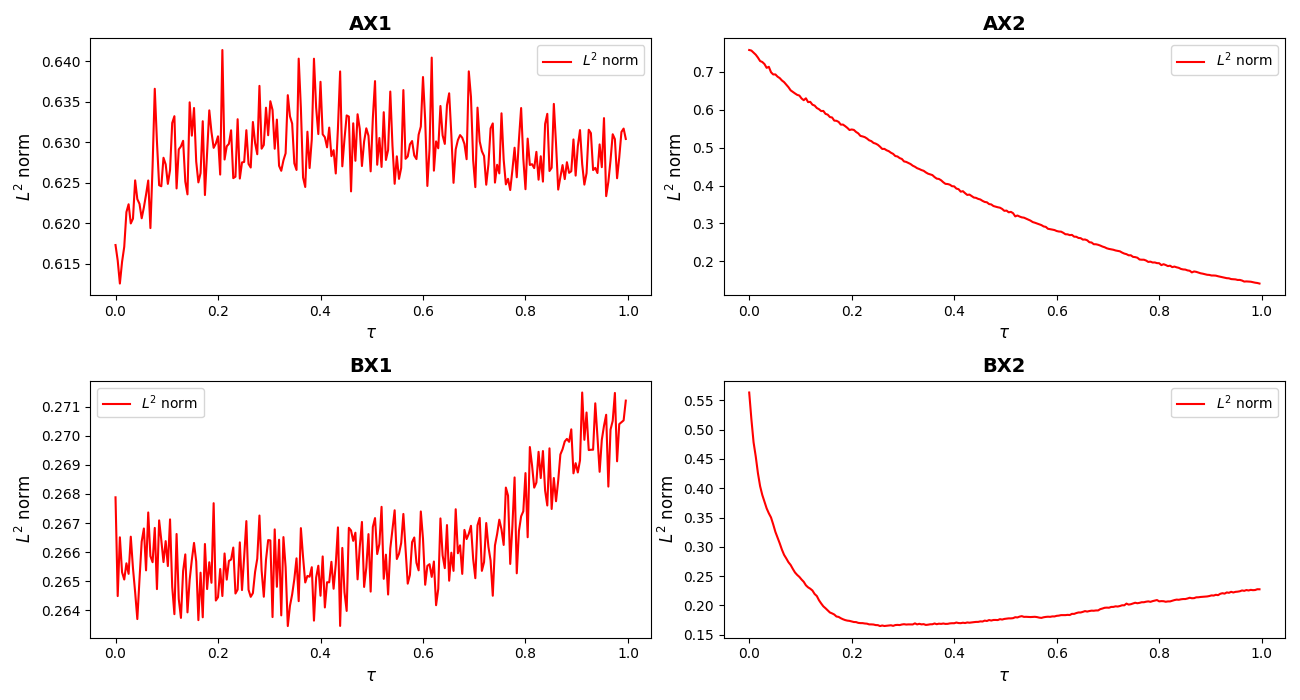 AX1
L² norm
0.640
0.635
0.630
0.625
0.620
0.615
L² norm
0.0 0.2 0.4 0.6 0.8 1.0
τ
AX2
L² norm
0.7
0.6
0.5
0.4
0.3
0.2
L² norm
0.0 0.2 0.4 0.6 0.8 1.0
τ
BX1
L² norm
0.271
0.270
0.269
0.268
0.267
0.266
0.265
0.264
L² norm
0.0 0.2 0.4 0.6 0.8 1.0
τ
BX2
L² norm
0.55
0.50
0.45
0.40
0.35
0.30
0.25
0.20
0.15
L² norm
0.0 0.2 0.4 0.6 0.8 1.0
τ